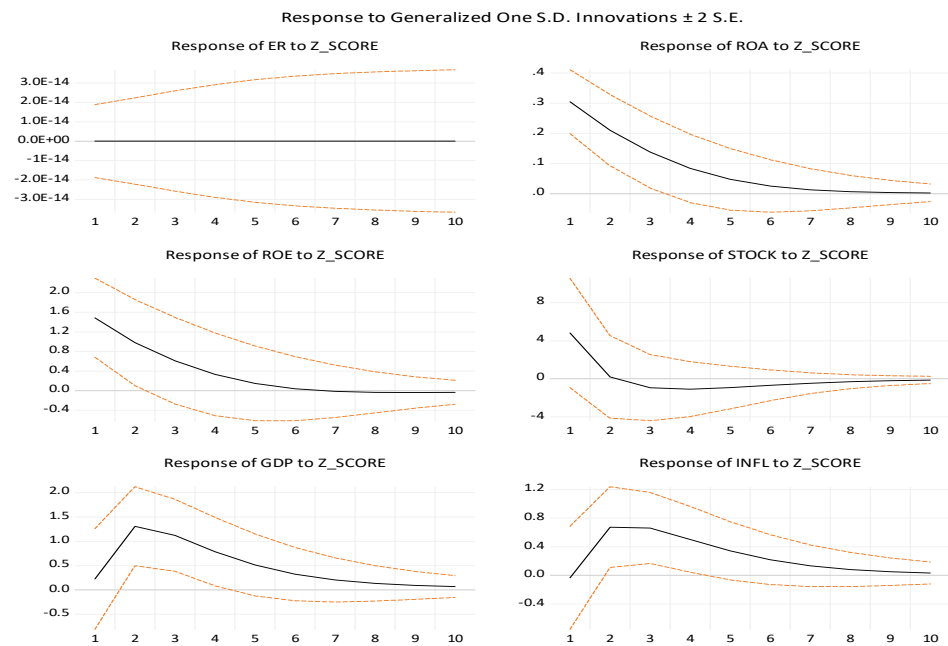 Response to Generalized One S.D. Innovations ± 2 S.E.
Response of ER to Z_SCORE
3.0E-14
2.0E-14
1.0E-14
0.0E+00
-1E-14
-2.0E-14
-3.0E-14
1 2 3 4 5 6 7 8 9 10
Response of ROA to Z_SCORE
.4
.3
.2
.1
.0
1 2 3 4 5 6 7 8 9 10
Response of ROE to Z_SCORE
2.0
1.6
1.2
0.8
0.4
0.0
-0.4
1 2 3 4 5 6 7 8 9 10
Response of STOCK to Z_SCORE
8
4
0
-4
1 2 3 4 5 6 7 8 9 10
Response of GDP to Z_SCORE
2.0
1.5
1.0
0.5
0.0
-0.5
1 2 3 4 5 6 7 8 9 10
Response of INFL to Z_SCORE
1.2
0.8
0.4
0.0
-0.4
1 2 3 4 5 6 7 8 9 10